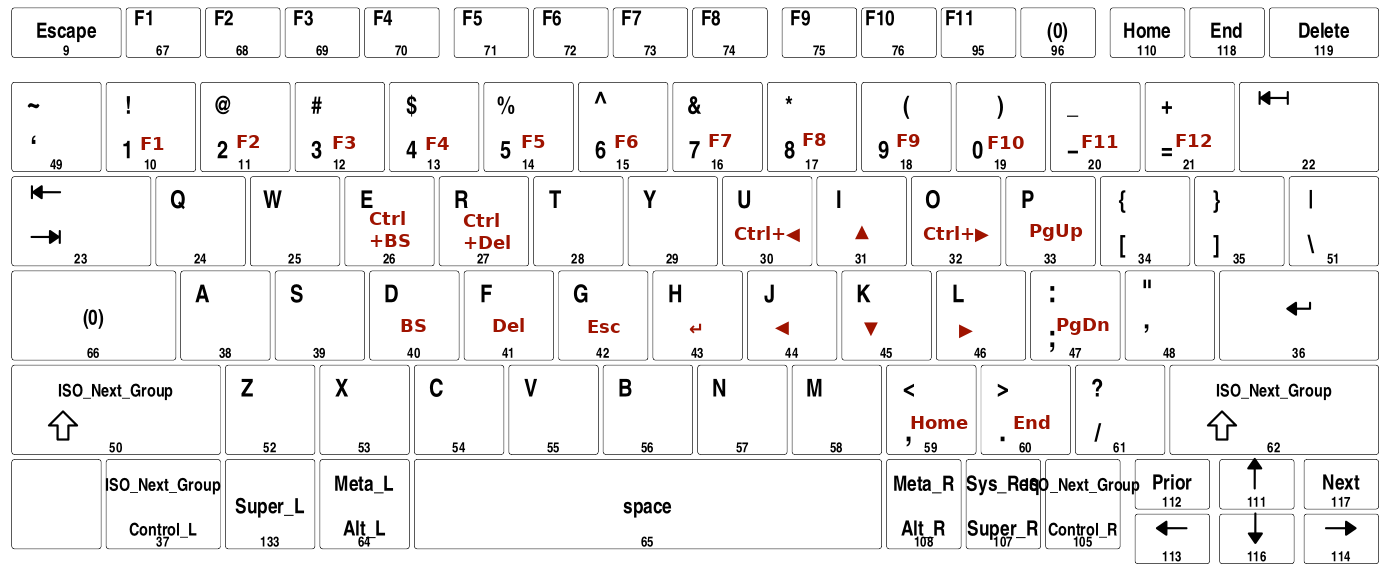 Escape F1 F2 F3 F4 F5 F6 F7 F8 F9 F10 F11 (0) Home End Delete
9 67 68 69 70 71 72 73 74 75 76 95 96 110 118 119
~ ! @ # $ % ^ & * ( ) _ +
‘ 1 F1 2 F2 3 F3 4 F4 5 F5 6 F6 7 F7 8 F8 9 F9 0 F10 - F11 = F12
49 10 11 12 13 14 15 16 17 18 19 20 21 22
Q W E R T Y U I O P { } |
Ctrl +BS Ctrl +Del Ctrl+◀ ▲ Ctrl+▶ PgUp [ ] \
23 24 25 26 27 28 29 30 31 32 33 34 35 51
A S D F G H J K L : "
(0) BS Del Esc ↵ ◀ ▼ ▶ ; PgDn ,
66 38 39 40 41 42 43 44 45 46 47 48 36
ISO_Next_Group Z X C V B N M < > ? ISO_Next_Group
, Home . End /
50 52 53 54 55 56 57 58 59 60 61 62
ISO_Next_Group Super_L Meta_L space Meta_R Sys_Req ISO_Next_Group Prior Next
112 111 117
Control_L Alt_L Alt_R Super_R Control_R
37 133 64 65 108 107 105 113 116 114